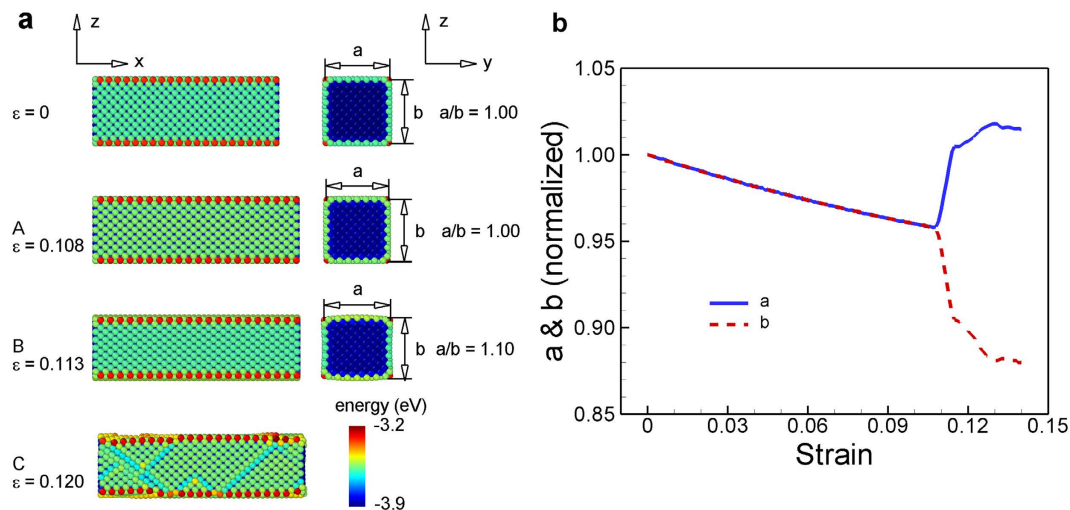 a
z
x
a
z
y
ε = 0
b
a/b = 1.00
A
ε = 0.108
a
b
a/b = 1.00
B
ε = 0.113
a
b
a/b = 1.10
C
ε = 0.120
energy (eV)
-3.2
-3.9
b
1.05
1.00
0.95
0.90
0.85
a & b (normalized)
a
b
0
0.03
0.06
0.09
0.12
0.15
Strain